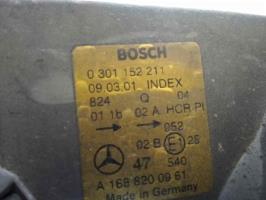 BOSCH
0 301 152 211
09.03.01 INDEX
824 Q 04
01 1b 02 A HCR Pl
052
02 B E1 26
47 540
A 168 820 09 61
Made in Germany